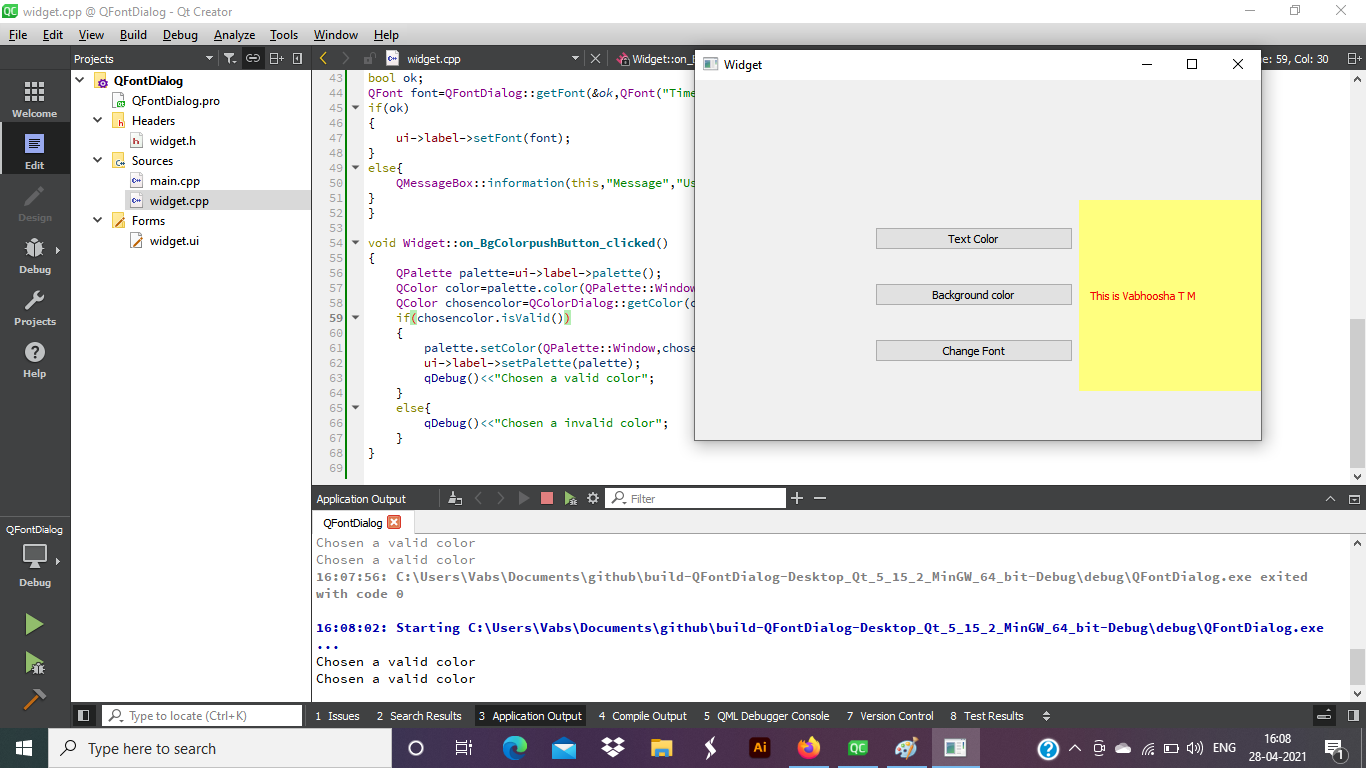 widget.cpp @ QFontDialog - Qt Creator
File Edit View Build Debug Analyze Tools Window Help
Projects
widget.cpp
Widget::on_B
e: 59, Col: 30
Welcome
Edit
Design
Debug
Projects
Help
QFontDialog
Debug
QFontDialog
QFontDialog.pro
Headers
widget.h
Sources
main.cpp
widget.cpp
Forms
widget.ui
43 bool ok;
44 QFont font=QFontDialog::getFont(&ok,QFont("Time
45 if(ok)
46 {
47 ui->label->setFont(font);
48 }
49 else{
50 QMessageBox::information(this,"Message","Us
51 }
52 }
53
54 void Widget::on_BgColorpushButton_clicked()
55 {
56 QPalette palette=ui->label->palette();
57 QColor color=palette.color(QPalette::Window
58 QColor chosencolor=QColorDialog::getColor(c
59 if(chosencolor.isValid())
60 {
61 palette.setColor(QPalette::Window,chose
62 ui->label->setPalette(palette);
63 qDebug()<<"Chosen a valid color";
64 }
65 else{
66 qDebug()<<"Chosen a invalid color";
67 }
68 }
69
Widget
Text Color
Background color
Change Font
This is Vabhoosha T M
Application Output
Filter
QFontDialog
Chosen a valid color
Chosen a valid color
16:07:56: C:\Users\Vabs\Documents\github\build-QFontDialog-Desktop_Qt_5_15_2_MinGW_64_bit-Debug\debug\QFontDialog.exe exited
with code 0
16:08:02: Starting C:\Users\Vabs\Documents\github\build-QFontDialog-Desktop_Qt_5_15_2_MinGW_64_bit-Debug\debug\QFontDialog.exe
...
Chosen a valid color
Chosen a valid color
Type to locate (Ctrl+K)
1 Issues 2 Search Results 3 Application Output 4 Compile Output 5 QML Debugger Console 7 Version Control 8 Test Results
Type here to search
ENG
16:08
28-04-2021
1